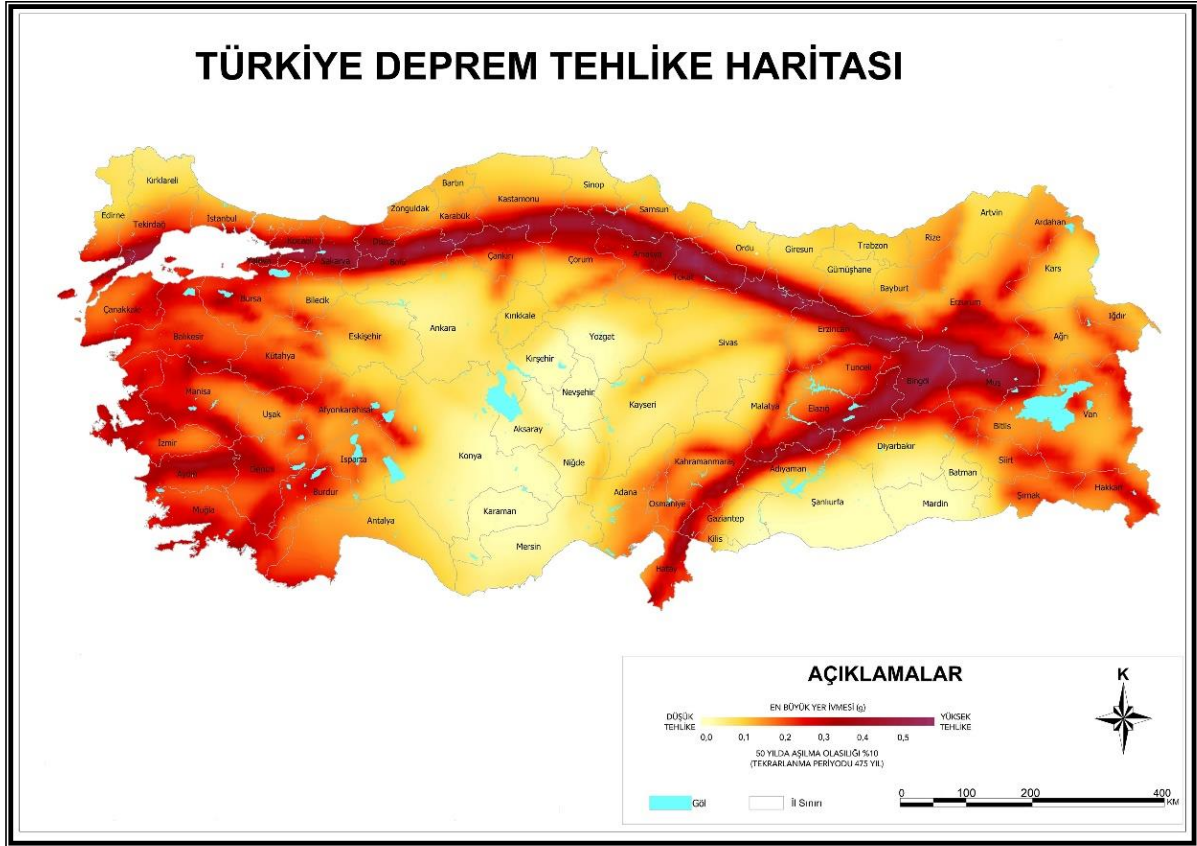 TÜRKİYE DEPREM TEHLİKE HARİTASI
Kırklareli
Edirne
Tekirdağ
İstanbul
Kocaeli
Yalova
Sakarya
Düzce
Bolu
Zonguldak
Bartın
Karabük
Kastamonu
Sinop
Samsun
Çankırı
Çorum
Amasya
Tokat
Ordu
Giresun
Trabzon
Gümüşhane
Bayburt
Rize
Artvin
Ardahan
Kars
Iğdır
Ağrı
Erzurum
Erzincan
Çanakkale
Balıkesir
Bursa
Bilecik
Eskişehir
Kütahya
Ankara
Kırıkkale
Yozgat
Kırşehir
Nevşehir
Sivas
Kayseri
Tunceli
Bingöl
Muş
Malatya
Elazığ
Bitlis
Van
Manisa
Uşak
Afyonkarahisar
İzmir
Aydın
Denizli
Isparta
Burdur
Muğla
Antalya
Konya
Aksaray
Niğde
Karaman
Mersin
Adana
Osmaniye
Kahramanmaraş
Adıyaman
Gaziantep
Kilis
Hatay
Şanlıurfa
Diyarbakır
Batman
Mardin
Siirt
Şırnak
Hakkari
AÇIKLAMALAR
EN BÜYÜK YER İVMESİ (g)
DÜŞÜK
TEHLİKE
YÜKSEK
TEHLİKE
0,0 0,1 0,2 0,3 0,4 0,5
50 YILDA AŞILMA OLASILIĞI %10
(TEKRARLANMA PERİYODU 475 YIL)
Göl
İl Sınırı
K
0 100 200 400
KM